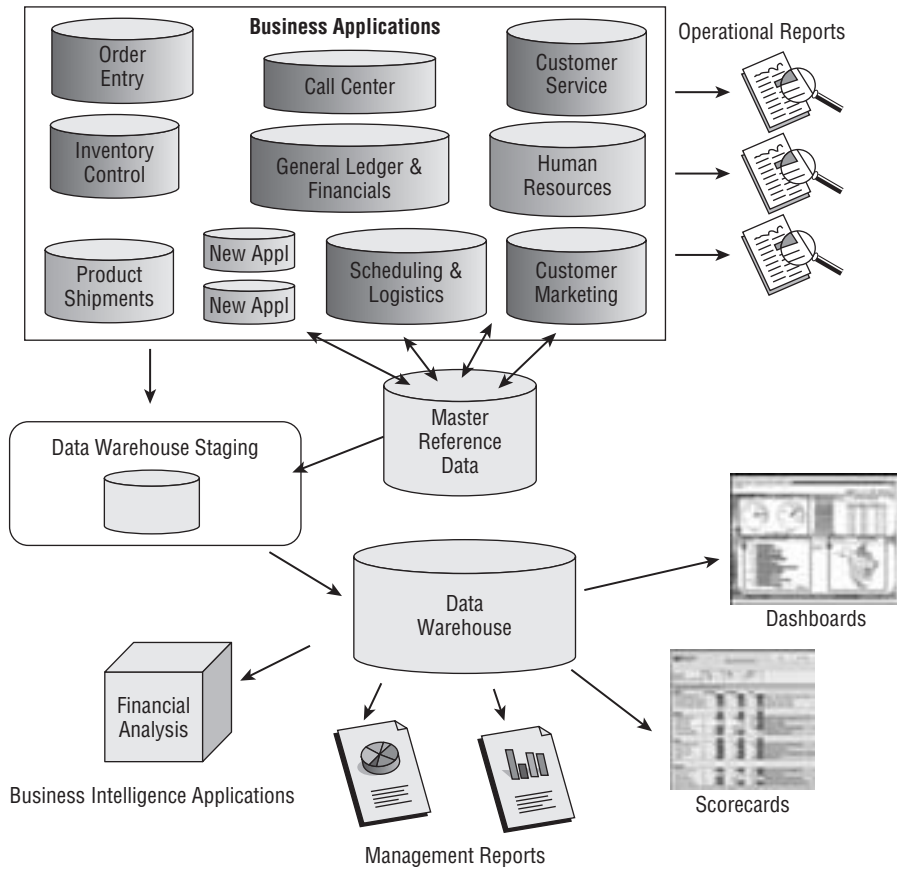 Business Applications
Operational Reports
Order
Entry
Call Center
Customer
Service
Inventory
Control
General Ledger &
Financials
Human
Resources
Product
Shipments
New Appl
New Appl
Scheduling &
Logistics
Customer
Marketing
Master
Reference
Data
Data Warehouse Staging
Data
Warehouse
Dashboards
Financial
Analysis
Business Intelligence Applications
Scorecards
Management Reports